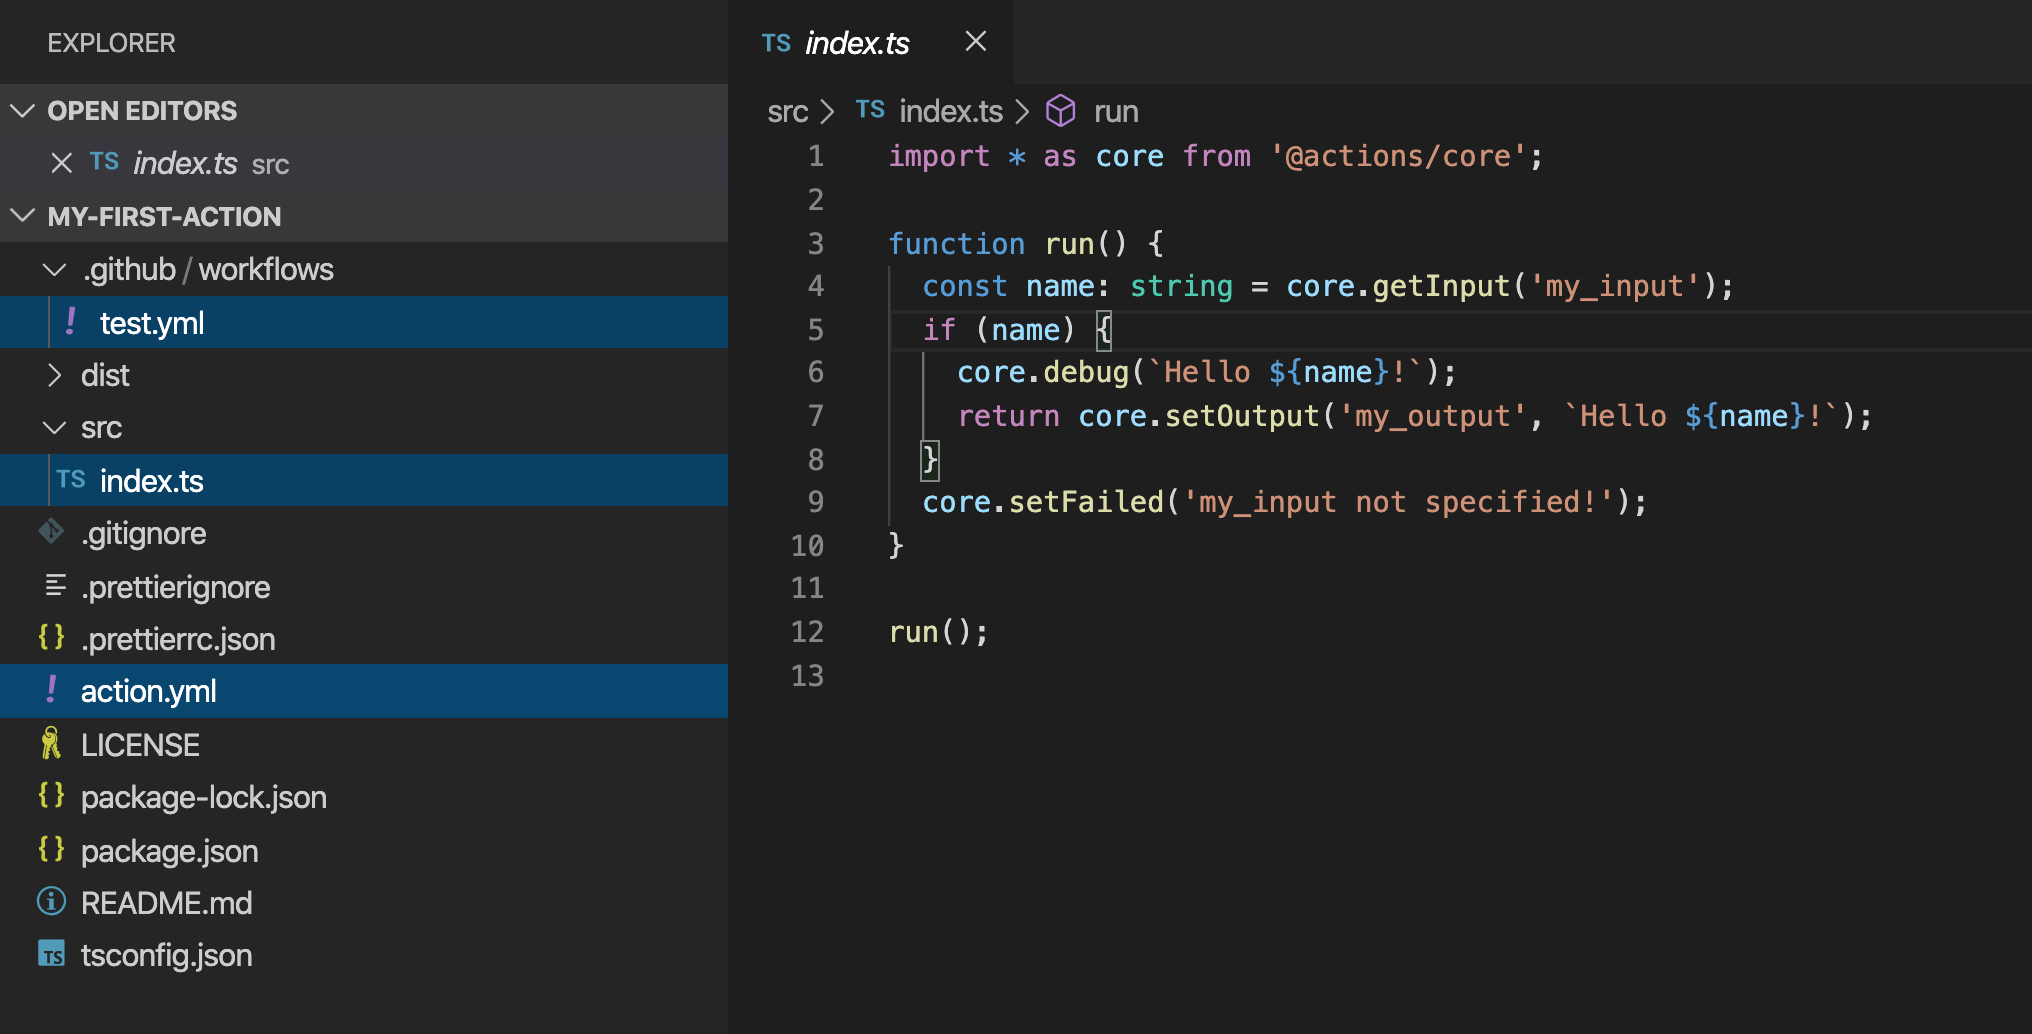 EXPLORER
OPEN EDITORS
TS index.ts src
MY-FIRST-ACTION
.github / workflows
! test.yml
dist
src
TS index.ts
.gitignore
.prettierignore
{} .prettierrc.json
! action.yml
LICENSE
{} package-lock.json
{} package.json
README.md
TS tsconfig.json
TS index.ts
src > TS index.ts > run
1 import * as core from '@actions/core';
2
3 function run() {
4   const name: string = core.getInput('my_input');
5   if (name) {
6     core.debug(`Hello ${name}!`);
7     return core.setOutput('my_output', `Hello ${name}!`);
8   }
9   core.setFailed('my_input not specified!');
10 }
11
12 run();
13